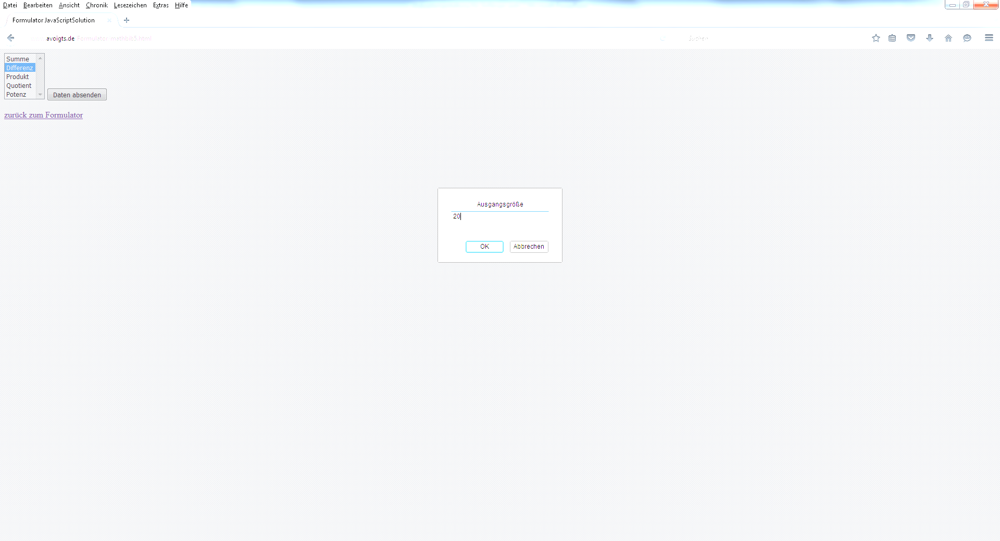 Datei Bearbeiten Ansicht Chronik Lesezeichen Extras Hilfe
Formulator JavaScriptSolution
avoigts.de Formulator mathbib5.html Suchen
Summe
Differenz
Produkt
Quotient
Potenz
Daten absenden
zurück zum Formulator
Ausgangsgröße
20
OK Abbrechen